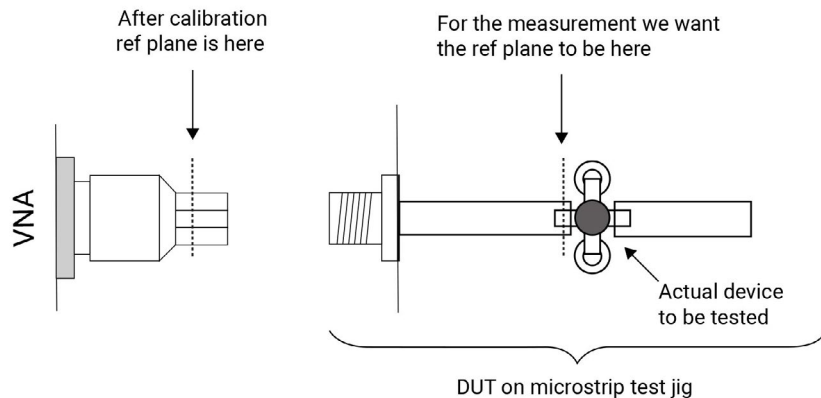 After calibration
ref plane is here
For the measurement we want
the ref plane to be here
VNA
Actual device
to be tested
DUT on microstrip test jig